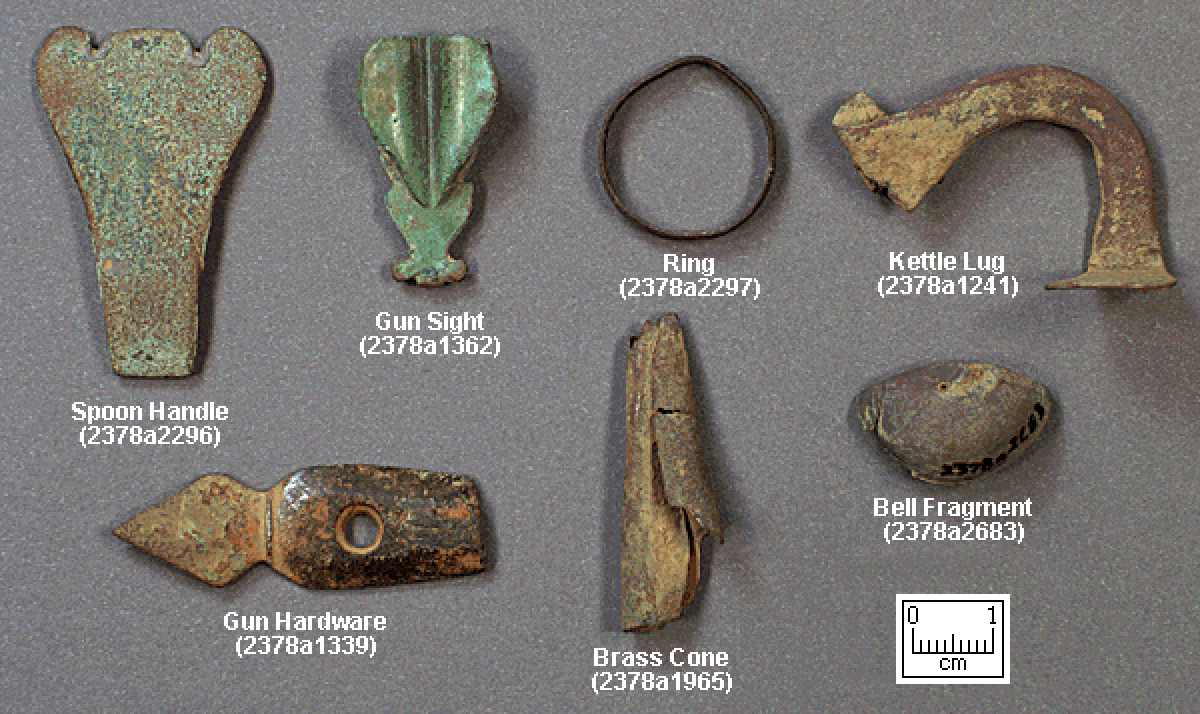 Ring
(2378a2297)
Kettle Lug
(2378a1241)
Gun Sight
(2378a1362)
Spoon Handle
(2378a2296)
Bell Fragment
(2378a2683)
Gun Hardware
(2378a1339)
Brass Cone
(2378a1965)
0 1
cm